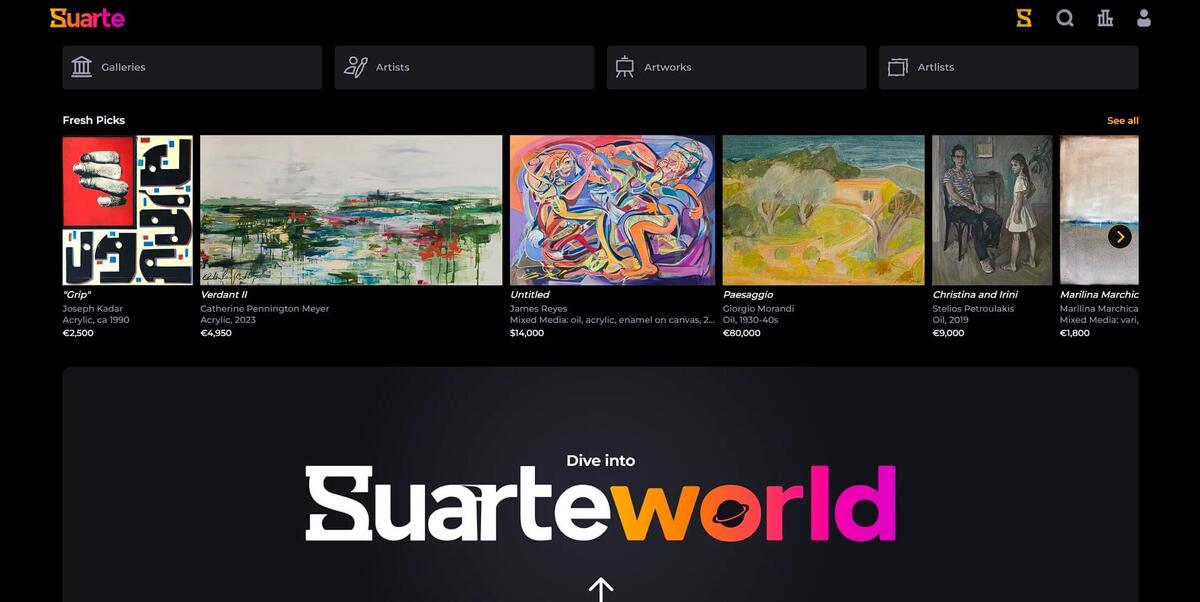 Suarte
Galleries
Artists
Artworks
Artlists
Fresh Picks
See all
"Grip"
Joseph Kadar
Acrylic, ca 1990
€2,500
Verdant II
Catherine Pennington Meyer
Acrylic, 2023
€4,950
Untitled
James Reyes
Mixed Media: oil, acrylic, enamel on canvas, 2...
$14,000
Paesaggio
Giorgio Morandi
Oil, 1930-40s
€80,000
Christina and Irini
Stelios Petroulakis
Oil, 2019
€9,000
Marilina Marchic
Marilina Marchica
Mixed Media: vari,
€1,800
Dive into
Suarteworld